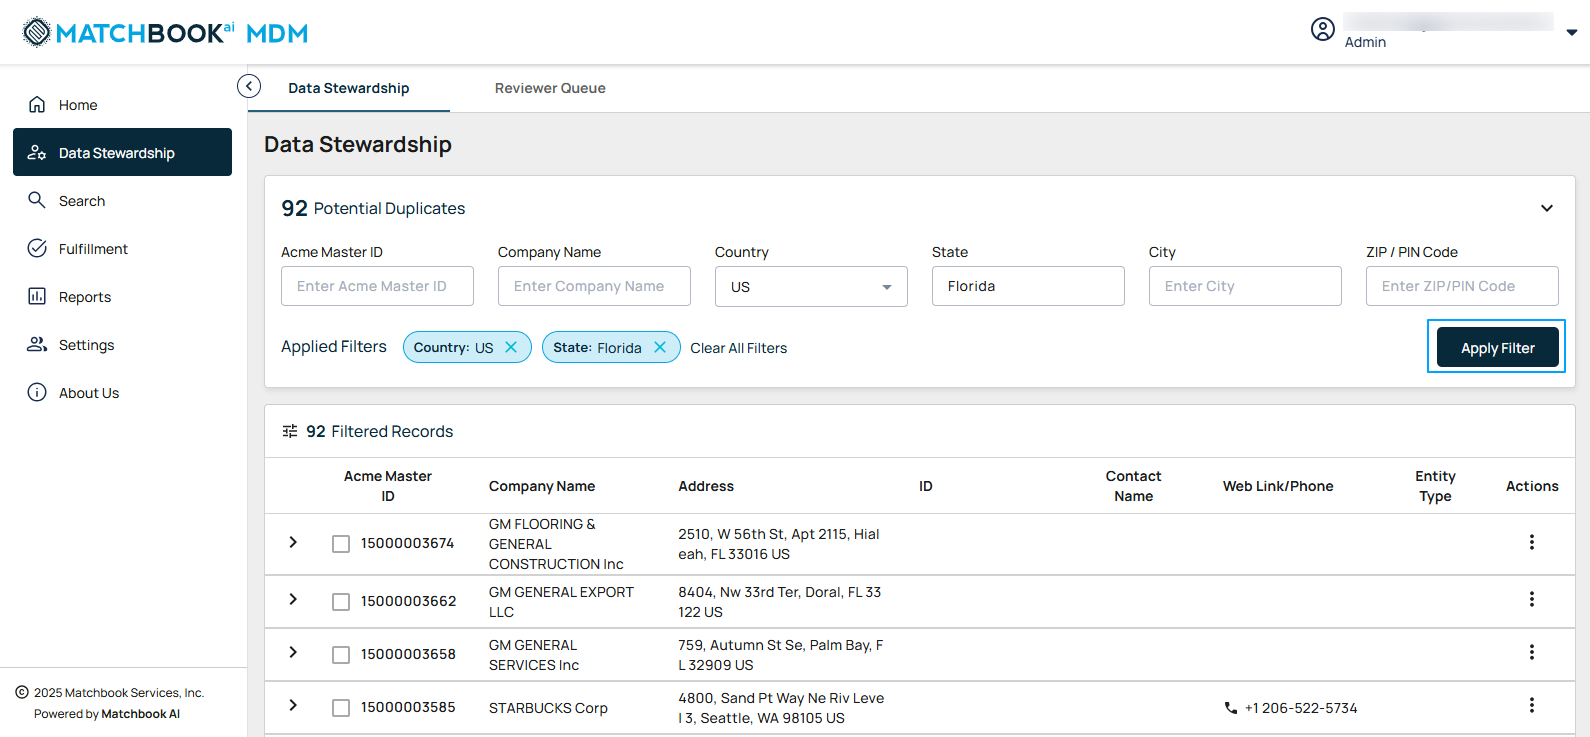 MATCHBOOKai MDM
Admin
Home
Data Stewardship
Search
Fulfillment
Reports
Settings
About Us
© 2025 Matchbook Services, Inc.
Powered by Matchbook AI
Data Stewardship
Reviewer Queue
Data Stewardship
92 Potential Duplicates
Acme Master ID
Company Name
Country
State
City
ZIP / PIN Code
Enter Acme Master ID
Enter Company Name
US
Florida
Enter City
Enter ZIP/PIN Code
Applied Filters
Country: US
State: Florida
Clear All Filters
Apply Filter
92 Filtered Records
Acme Master
ID
Company Name
Address
ID
Contact
Name
Web Link/Phone
Entity
Type
Actions
15000003674
GM FLOORING &
GENERAL
CONSTRUCTION Inc
2510, W 56th St, Apt 2115, Hial
eah, FL 33016 US
15000003662
GM GENERAL EXPORT
LLC
8404, Nw 33rd Ter, Doral, FL 33
122 US
15000003658
GM GENERAL
SERVICES Inc
759, Autumn St Se, Palm Bay, F
L 32909 US
15000003585
STARBUCKS Corp
4800, Sand Pt Way Ne Riv Leve
l 3, Seattle, WA 98105 US
+1 206-522-5734